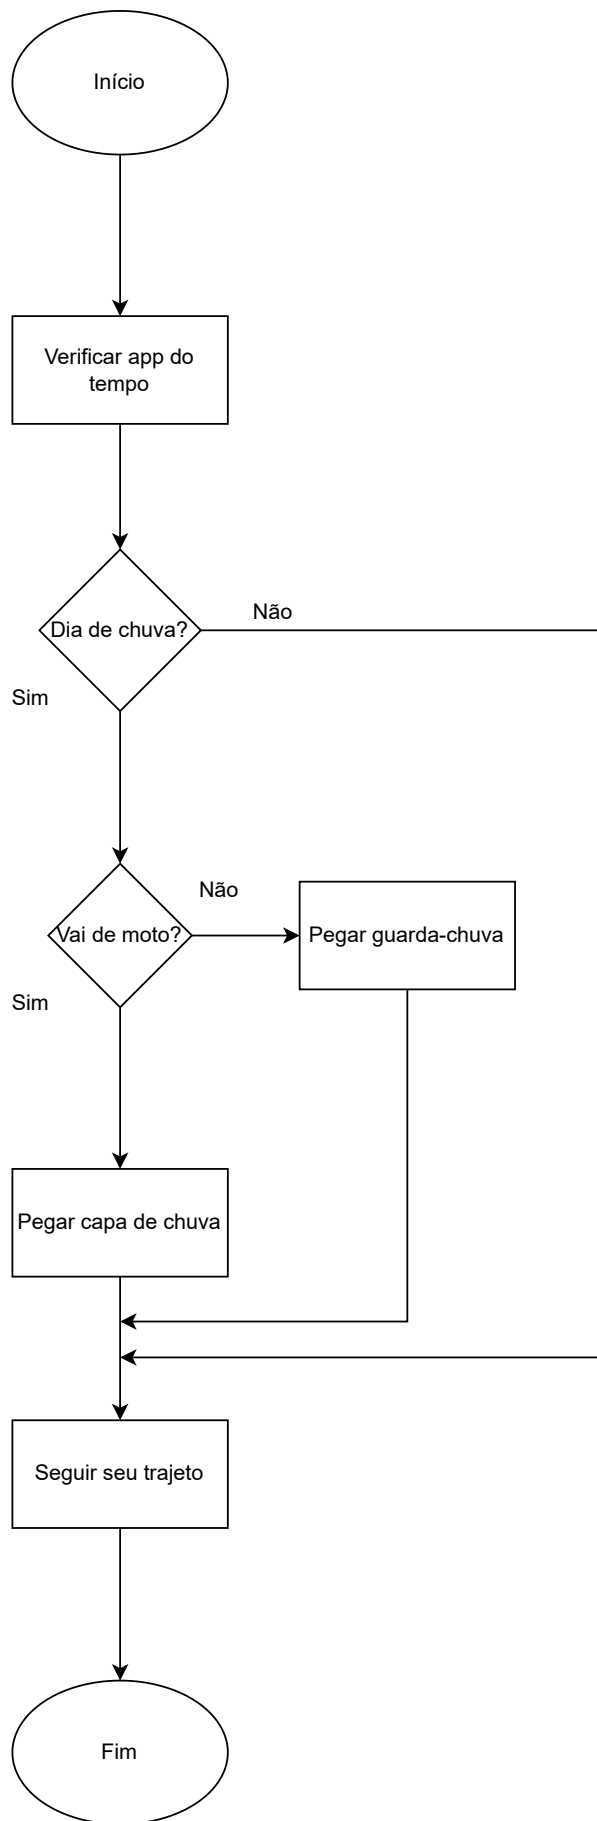 Início
Verificar app do
tempo
Dia de chuva?
Não
Sim
Vai de moto?
Não
Pegar guarda-chuva
Sim
Pegar capa de chuva
Seguir seu trajeto
Fim